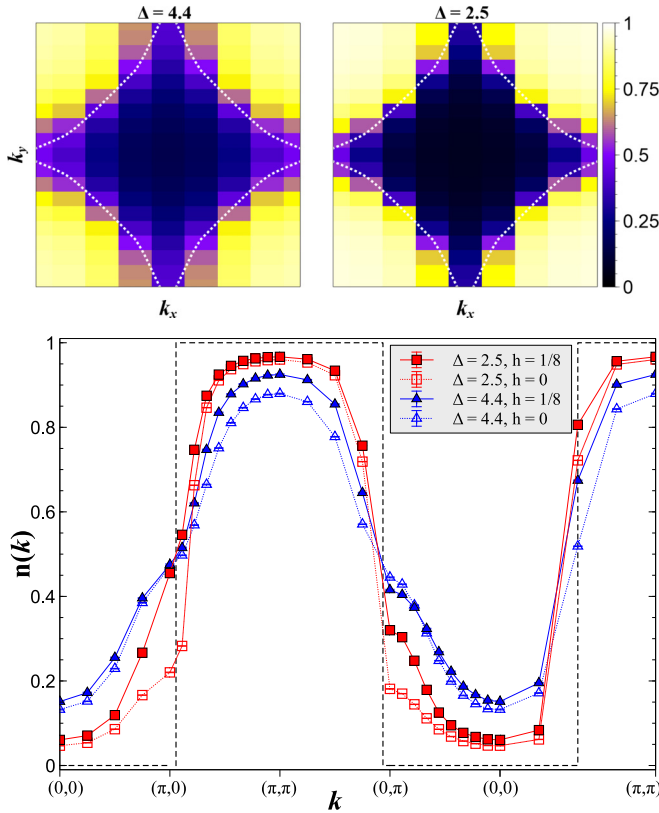 Δ = 4.4
Δ = 2.5
k_y
k_x
k_x
1
0.75
0.5
0.25
0
n(k)
1
0.8
0.6
0.4
0.2
0
Δ = 2.5, h = 1/8
Δ = 2.5, h = 0
Δ = 4.4, h = 1/8
Δ = 4.4, h = 0
(0,0) (π,0) (π,π) (0,π) (0,0) (π,π)
k